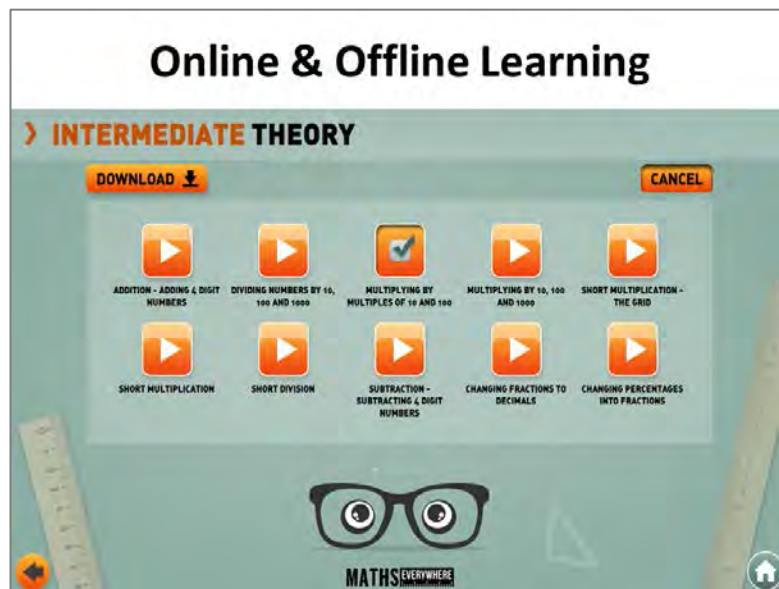 Online & Offline Learning
INTERMEDIATE THEORY
DOWNLOAD
CANCEL
ADDITION - ADDING 4 DIGIT
NUMBERS
DIVIDING NUMBERS BY 10,
100 AND 1000
MULTIPLYING BY
MULTIPLES OF 10 AND 100
MULTIPLYING BY 10, 100
AND 1000
SHORT MULTIPLICATION -
THE GRID
SHORT MULTIPLICATION
SHORT DIVISION
SUBTRACTION -
SUBTRACTING 4 DIGIT
NUMBERS
CHANGING FRACTIONS TO
DECIMALS
CHANGING PERCENTAGES
INTO FRACTIONS
MATHS EVERYWHERE